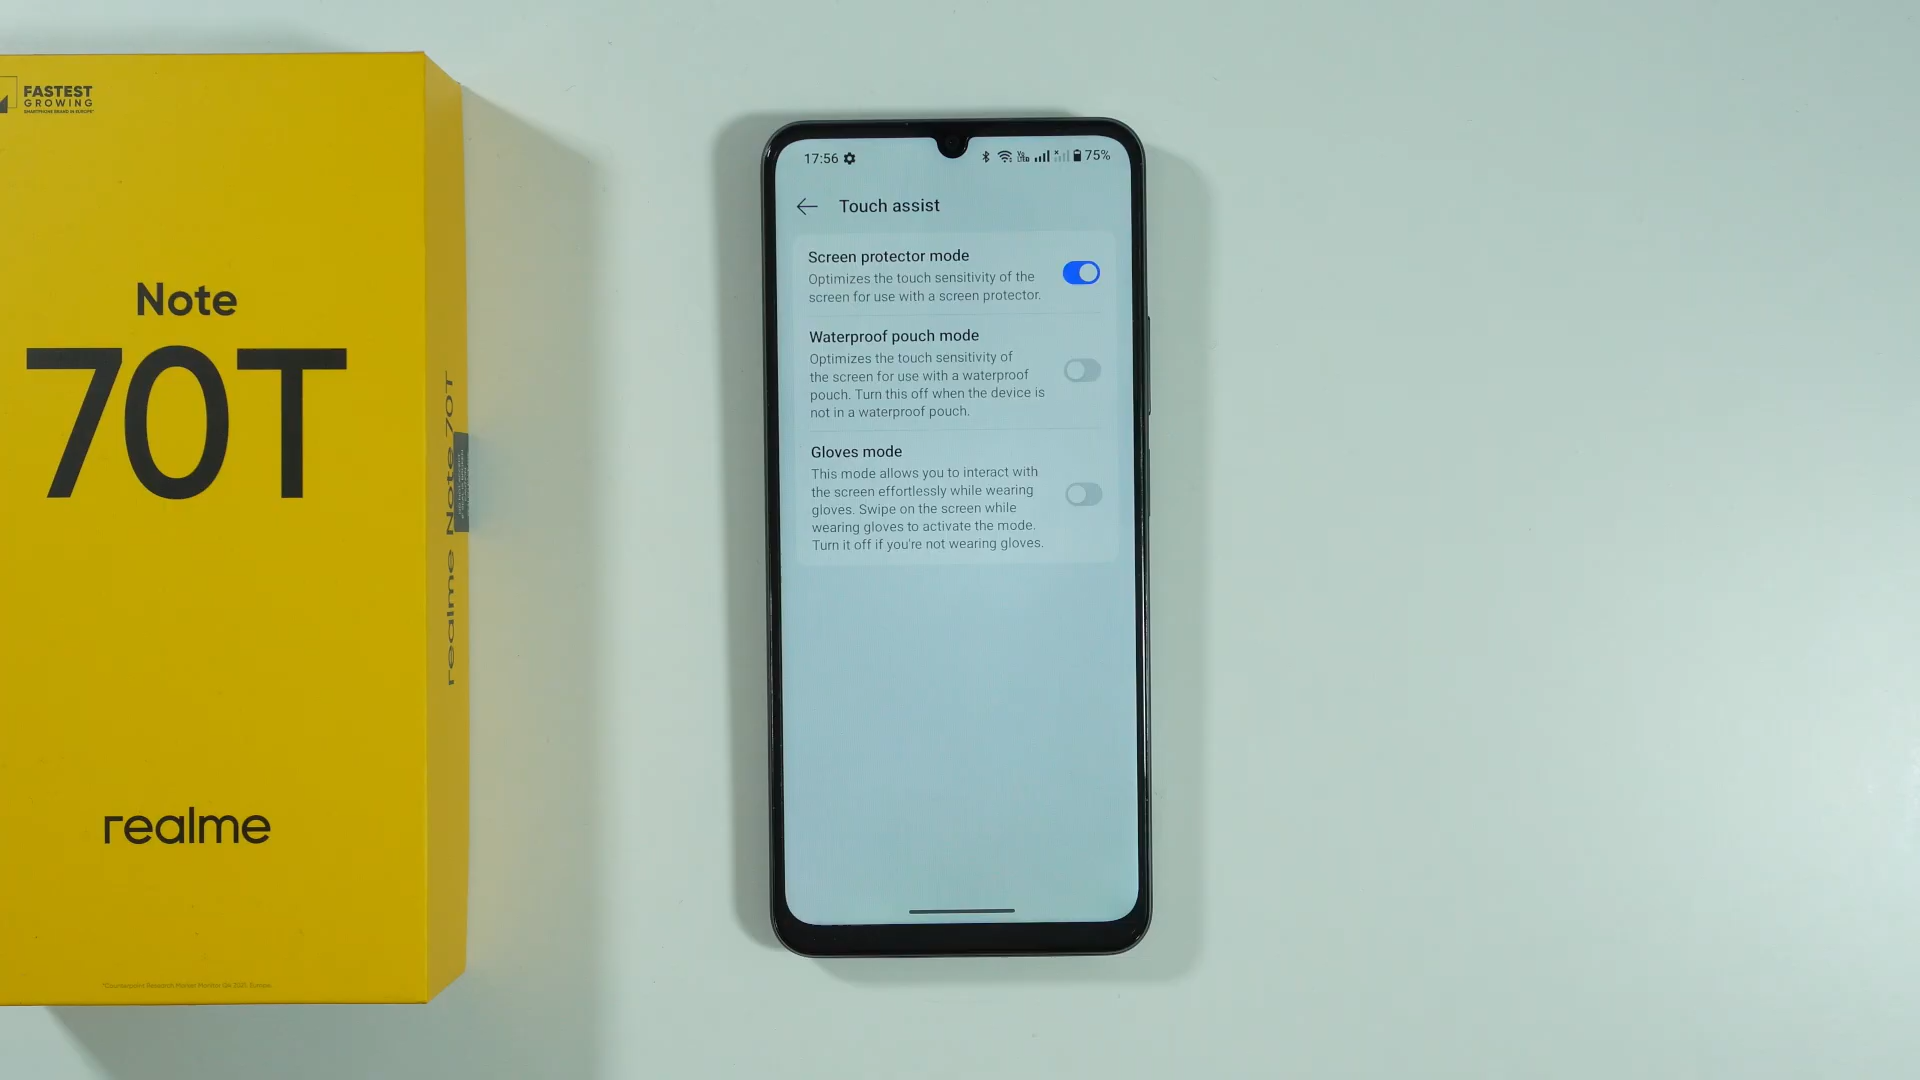 FASTEST
GROWING
SMARTPHONE BRAND IN EUROPE*
Note
70T
realme
realme Note 70T
17:56
75%
Touch assist
Screen protector mode
Optimizes the touch sensitivity of the
screen for use with a screen protector.
Waterproof pouch mode
Optimizes the touch sensitivity of
the screen for use with a waterproof
pouch. Turn this off when the device is
not in a waterproof pouch.
Gloves mode
This mode allows you to interact with
the screen effortlessly while wearing
gloves. Swipe on the screen while
wearing gloves to activate the mode.
Turn it off if you're not wearing gloves.